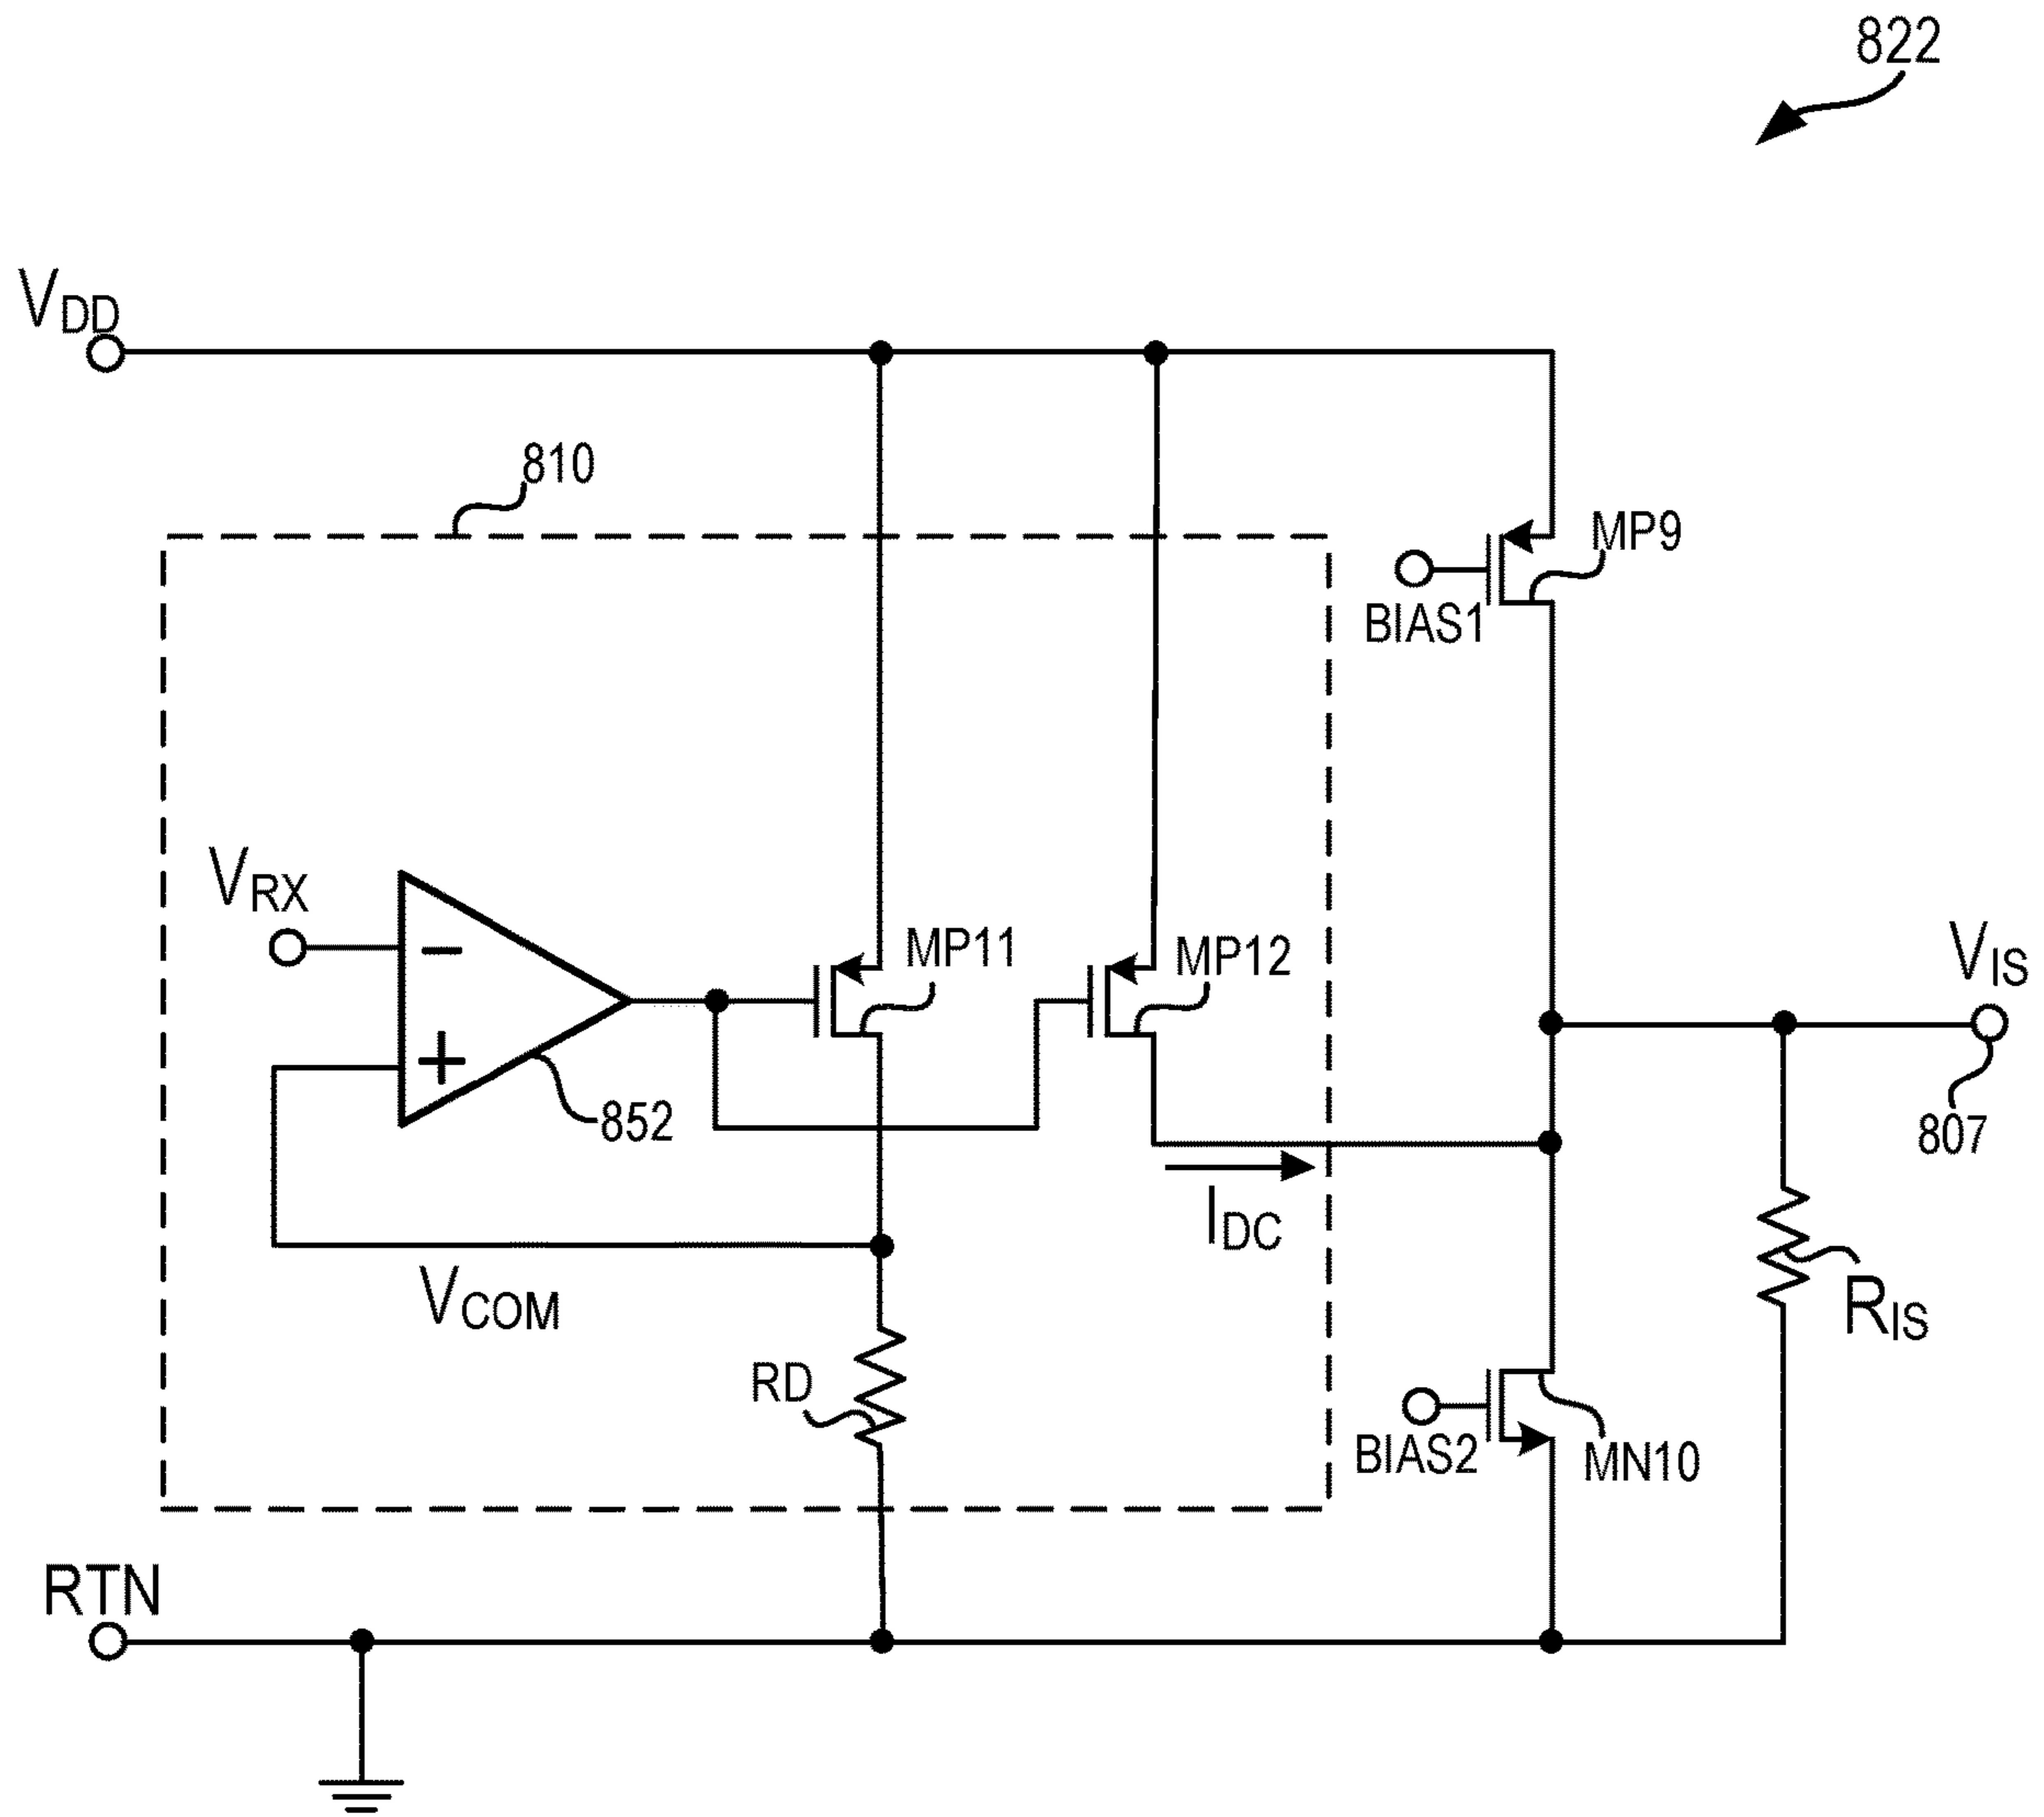 822
VDD
810
MP9
BIAS1
VRX
-
+
MP11
MP12
VIS
852
807
IDC
VCOM
RIS
RD
BIAS2
MN10
RTN